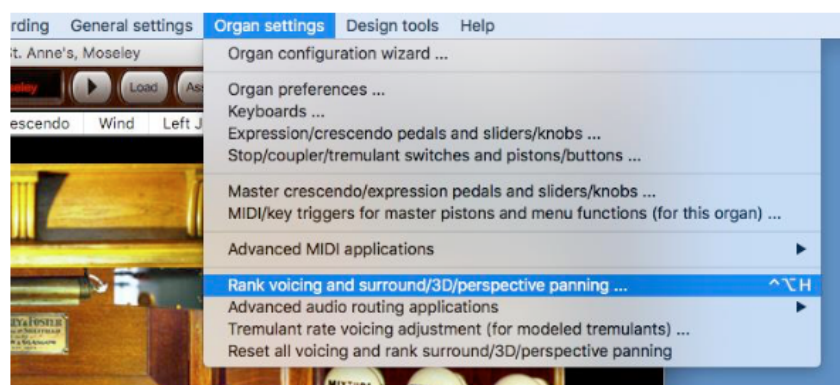 rding General settings Organ settings Design tools Help
t. Anne's, Moseley
Organ configuration wizard ...
Load
Organ preferences ...
Keyboards ...
escendo Wind Left J
Expression/crescendo pedals and sliders/knobs ...
Stop/coupler/tremulant switches and pistons/buttons ...
Master crescendo/expression pedals and sliders/knobs ...
MIDI/key triggers for master pistons and menu functions (for this organ) ...
Advanced MIDI applications
Rank voicing and surround/3D/perspective panning ... ^⌥H
Advanced audio routing applications
Tremulant rate voicing adjustment (for modeled tremulants) ...
Reset all voicing and rank surround/3D/perspective panning
MIXTURE